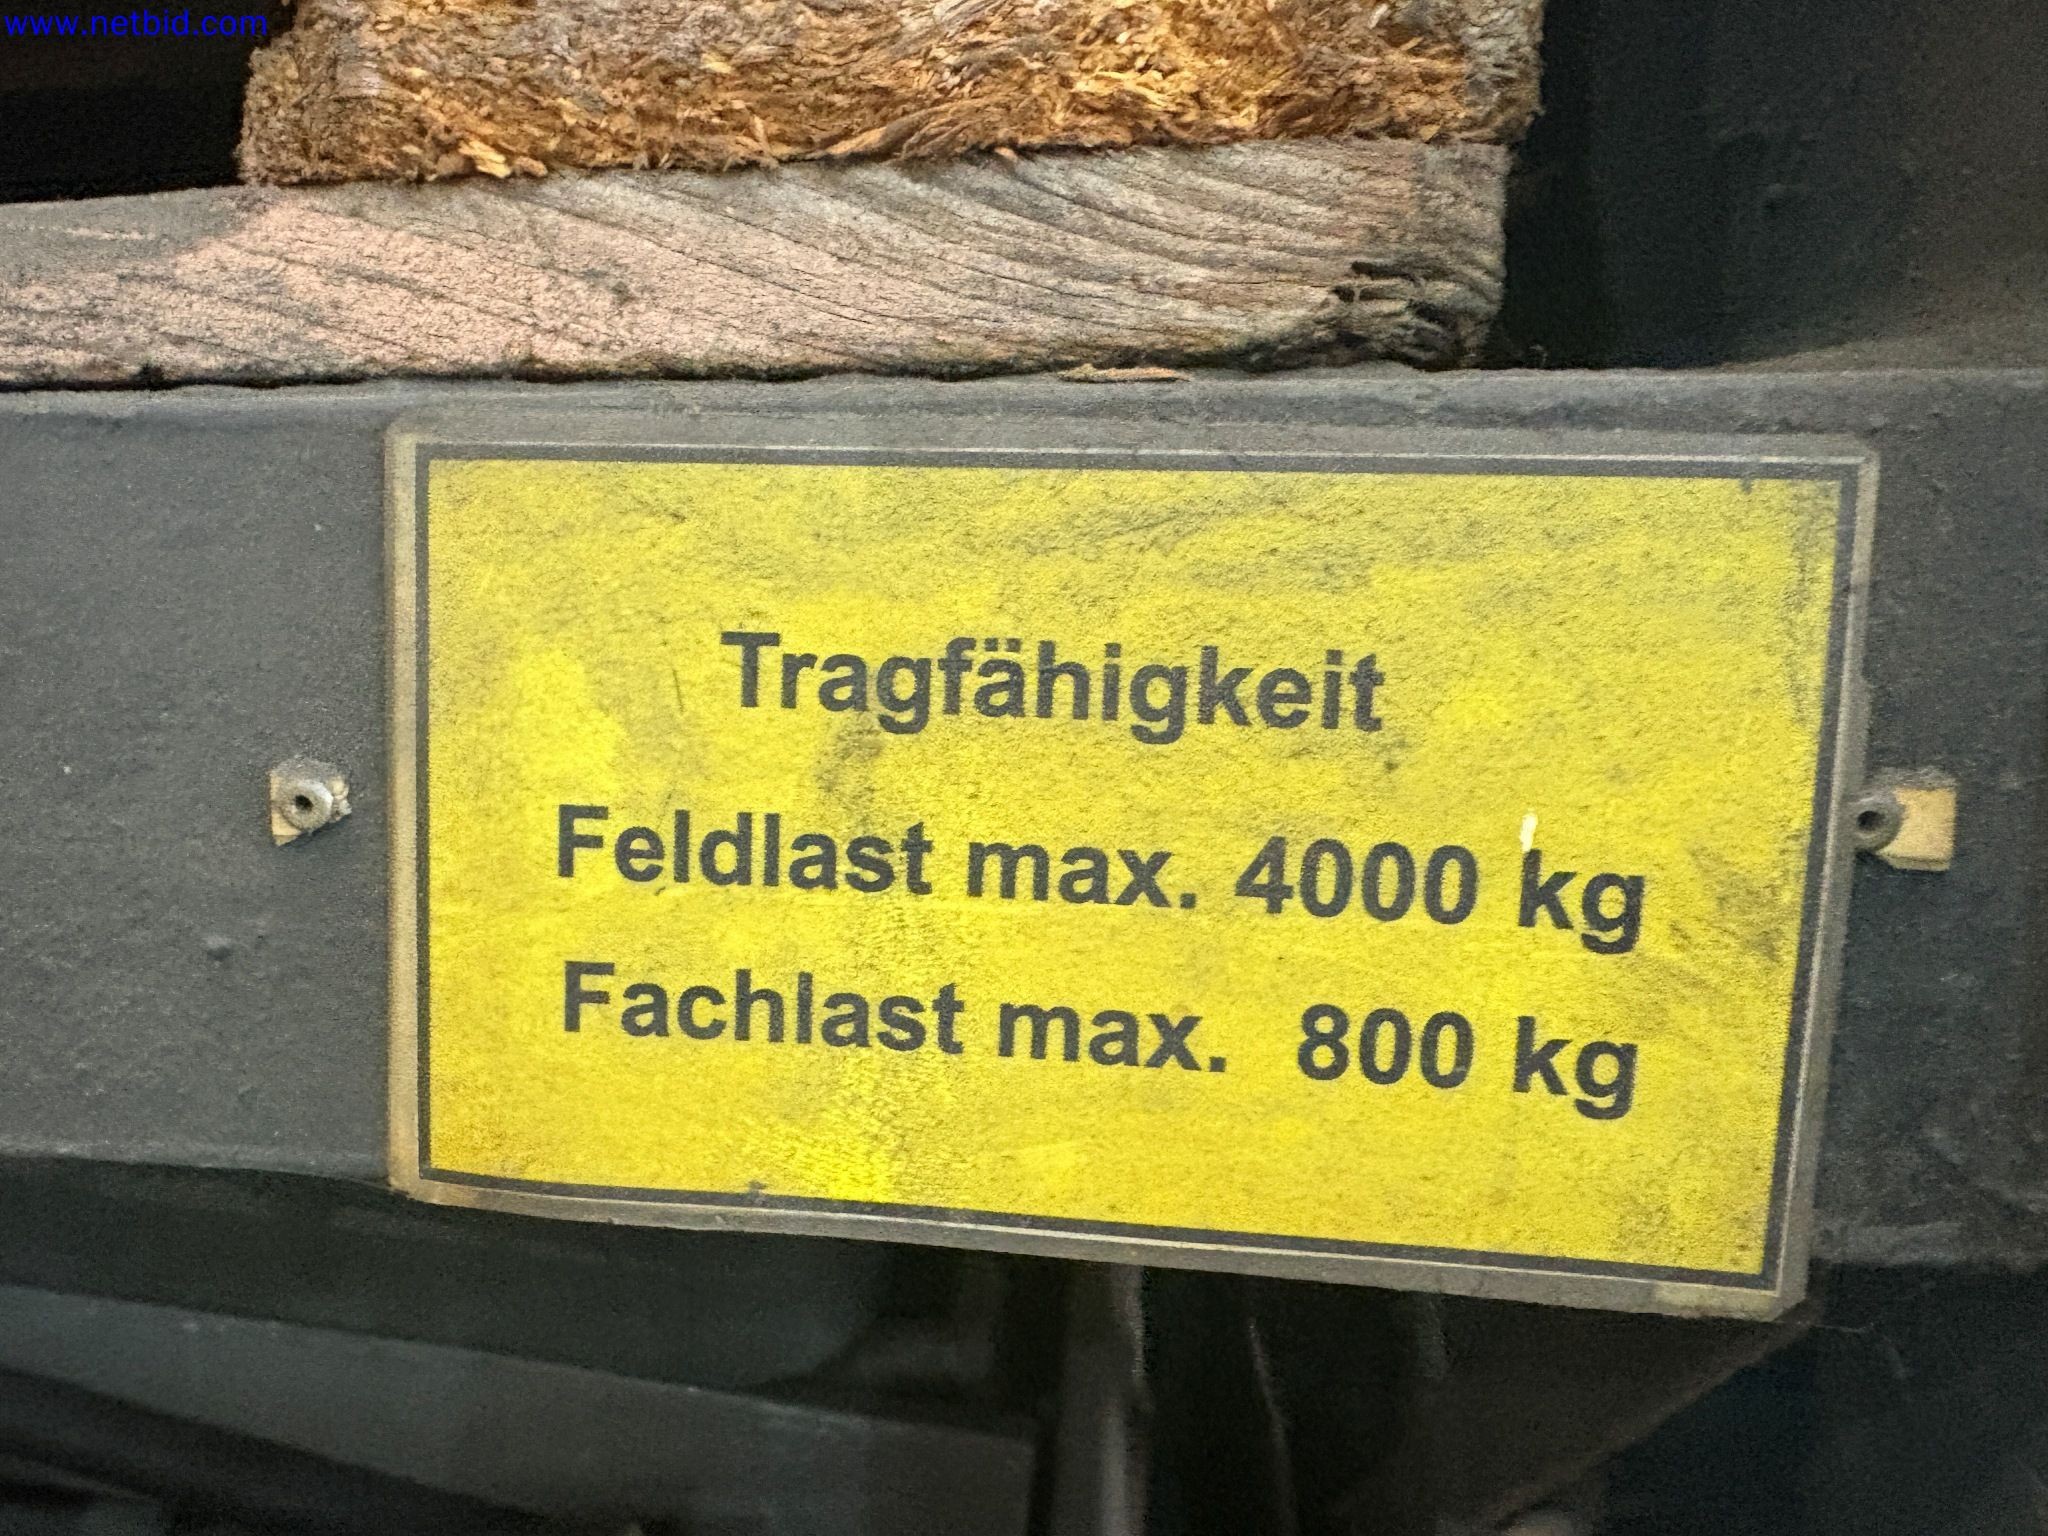 www.netbid.com
Tragfähigkeit
Feldlast max. 4000 kg
Fachlast max. 800 kg